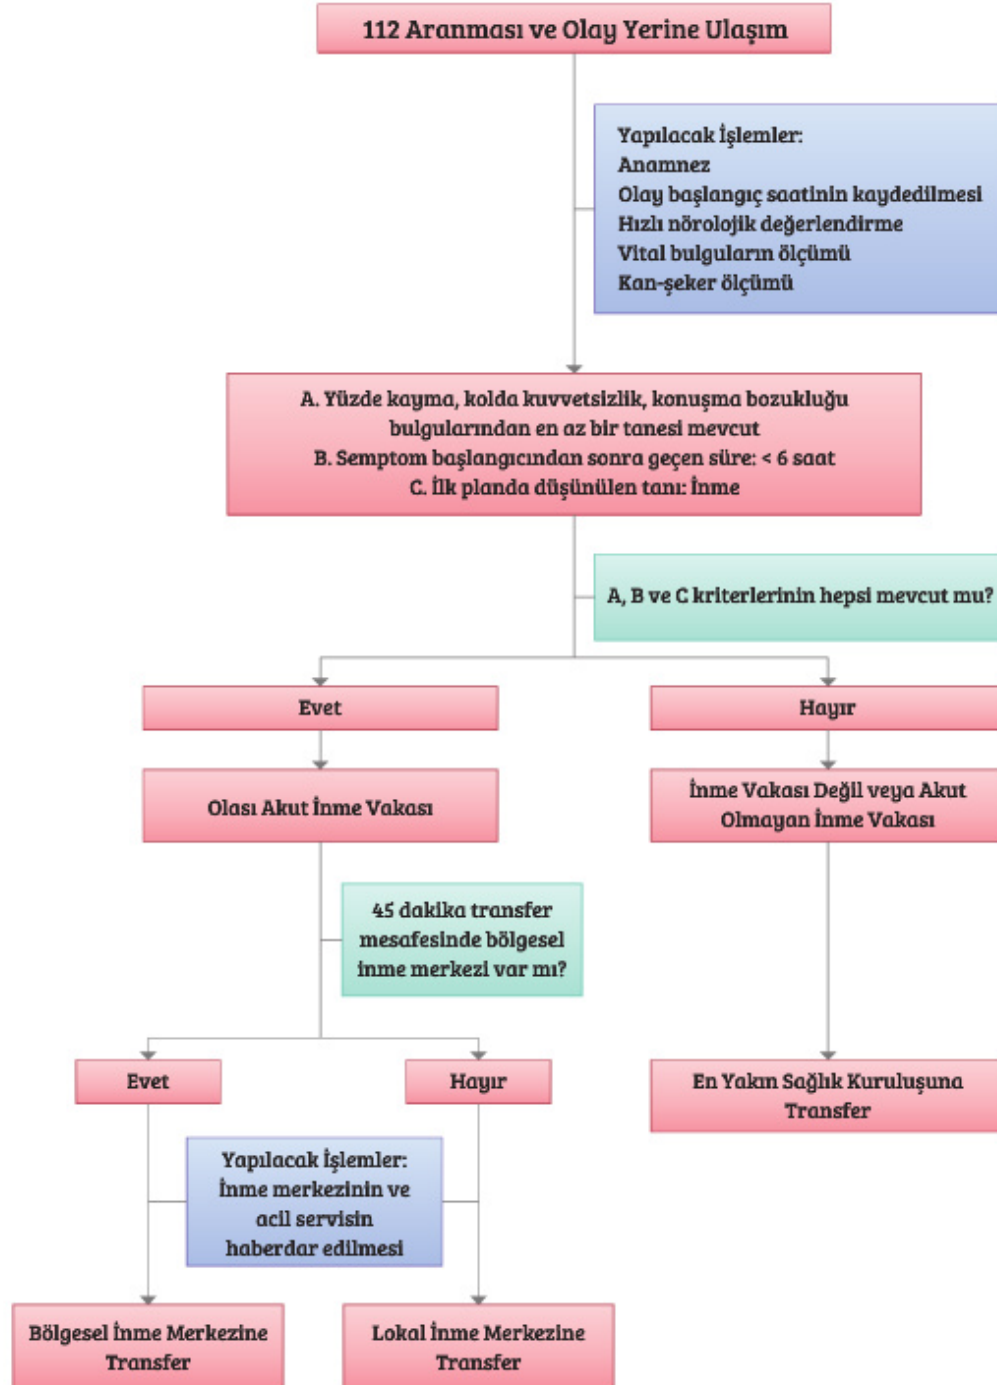 112 Aranması ve Olay Yerine Ulaşım
Yapılacak İşlemler:
Anamnez
Olay başlangıç saatinin kaydedilmesi
Hızlı nörolojik değerlendirme
Vital bulguların ölçümü
Kan-şeker ölçümü
A. Yüzde kayma, kolda kuvvetsizlik, konuşma bozukluğu
bulgularından en az bir tanesi mevcut
B. Semptom başlangıcından sonra geçen süre: < 6 saat
C. İlk planda düşünülen tanı: İnme
A, B ve C kriterlerinin hepsi mevcut mu?
Evet
Hayır
Olası Akut İnme Vakası
İnme Vakası Değil veya Akut
Olmayan İnme Vakası
45 dakika transfer
mesafesinde bölgesel
inme merkezi var mı?
Evet
Hayır
En Yakın Sağlık Kuruluşuna
Transfer
Yapılacak İşlemler:
İnme merkezinin ve
acil servisin
haberdar edilmesi
Bölgesel İnme Merkezine
Transfer
Lokal İnme Merkezine
Transfer